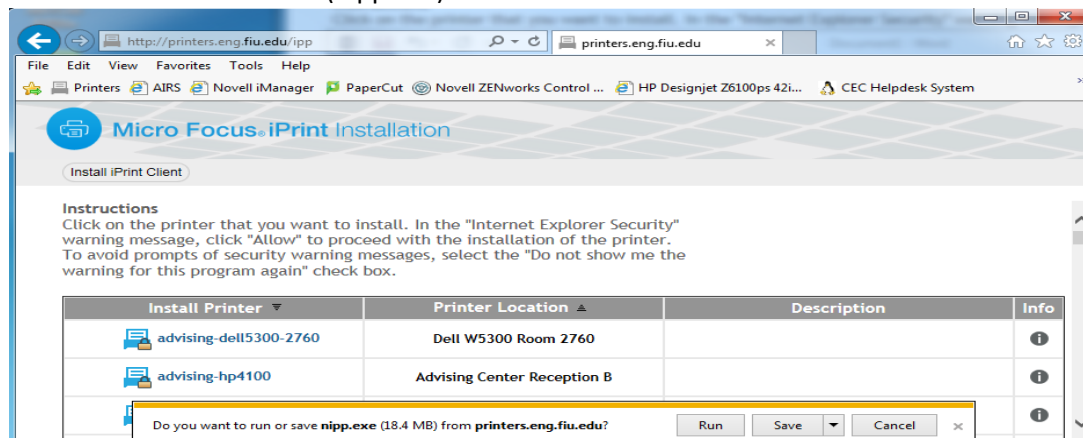 http://printers.eng.fiu.edu/ipp
printers.eng.fiu.edu
File Edit View Favorites Tools Help
Printers AIRS Novell iManager PaperCut Novell ZENworks Control ... HP Designjet Z6100ps 42i... CEC Helpdesk System
Micro Focus® iPrint Installation
Install iPrint Client
Instructions
Click on the printer that you want to install. In the "Internet Explorer Security"
warning message, click "Allow" to proceed with the installation of the printer.
To avoid prompts of security warning messages, select the "Do not show me the
warning for this program again" check box.
Install Printer Printer Location Description Info
advising-dell5300-2760 Dell W5300 Room 2760
advising-hp4100 Advising Center Reception B
Do you want to run or save nipp.exe (18.4 MB) from printers.eng.fiu.edu? Run Save Cancel